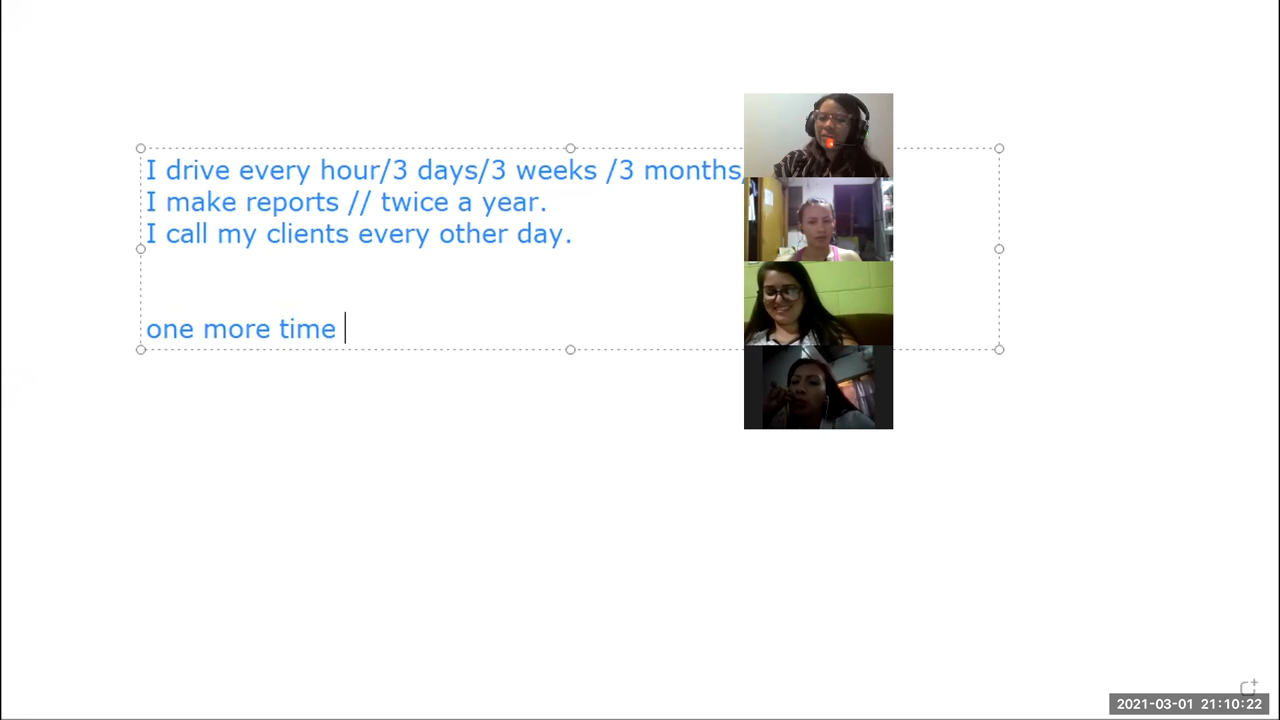 I drive every hour/3 days/3 weeks /3 months,
I make reports // twice a year.
I call my clients every other day.
one more time
2021-03-01 21:10:22